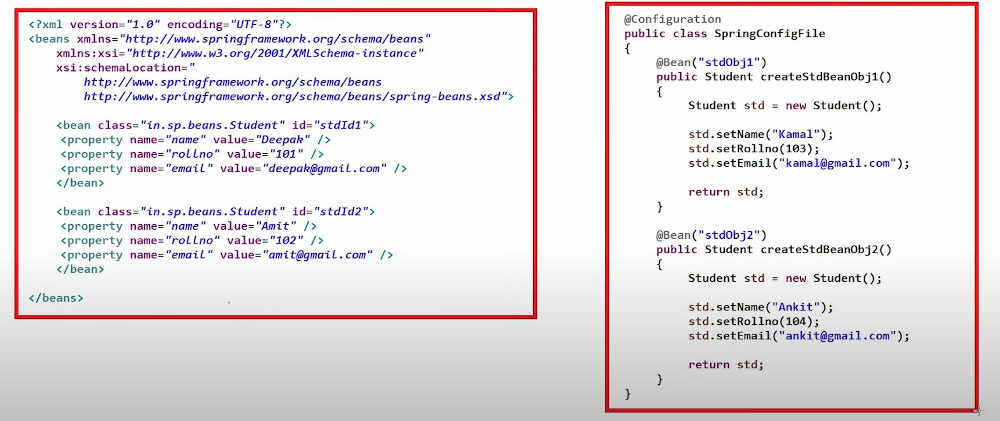 <?xml version="1.0" encoding="UTF-8"?>
<beans xmlns="http://www.springframework.org/schema/beans"
    xmlns:xsi="http://www.w3.org/2001/XMLSchema-instance"
    xsi:schemaLocation="
        http://www.springframework.org/schema/beans
        http://www.springframework.org/schema/beans/spring-beans.xsd">

    <bean class="in.sp.beans.Student" id="stdId1">
    <property name="name" value="Deepak" />
    <property name="rollno" value="101" />
    <property name="email" value="deepak@gmail.com" />
    </bean>

    <bean class="in.sp.beans.Student" id="stdId2">
    <property name="name" value="Amit" />
    <property name="rollno" value="102" />
    <property name="email" value="amit@gmail.com" />
    </bean>

</beans>
@Configuration
public class SpringConfigFile
{
    @Bean("stdObj1")
    public Student createStdBeanObj1()
    {
        Student std = new Student();

        std.setName("Kamal");
        std.setRollno(103);
        std.setEmail("kamal@gmail.com");

        return std;
    }

    @Bean("stdObj2")
    public Student createStdBeanObj2()
    {
        Student std = new Student();

        std.setName("Ankit");
        std.setRollno(104);
        std.setEmail("ankit@gmail.com");

        return std;
    }
}